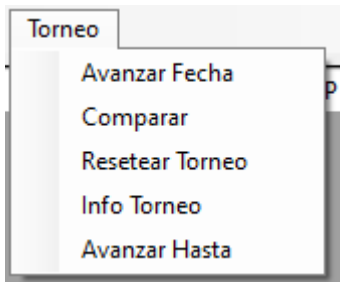 Torneo
Avanzar Fecha
p
Comparar
Resetear Torneo
Info Torneo
Avanzar Hasta